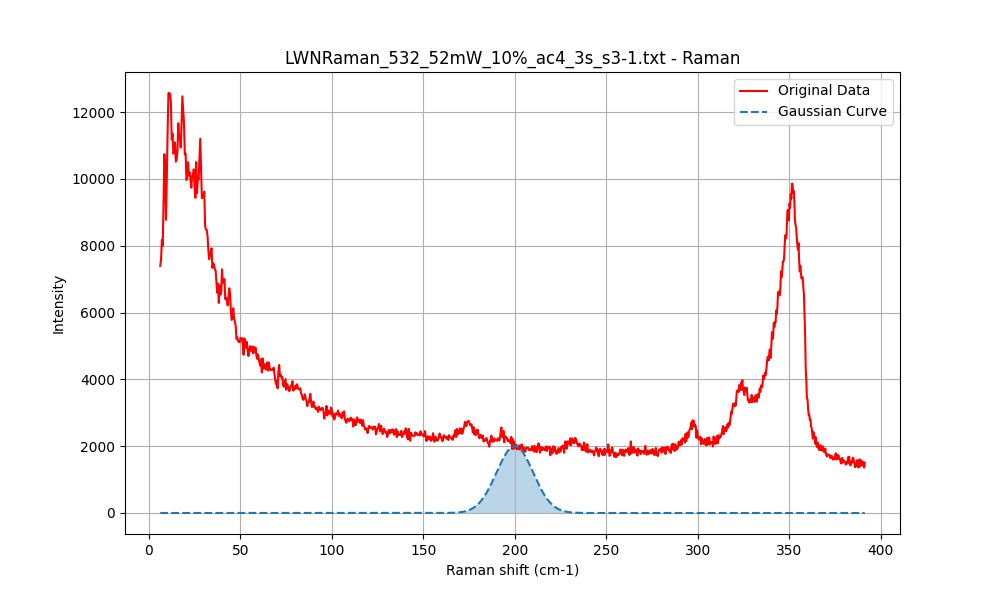 LWNRaman_532_52mW_10%_ac4_3s_s3-1.txt - Raman
Original Data
Gaussian Curve
12000
10000
8000
6000
4000
2000
0
Intensity
0 50 100 150 200 250 300 350 400
Raman shift (cm-1)